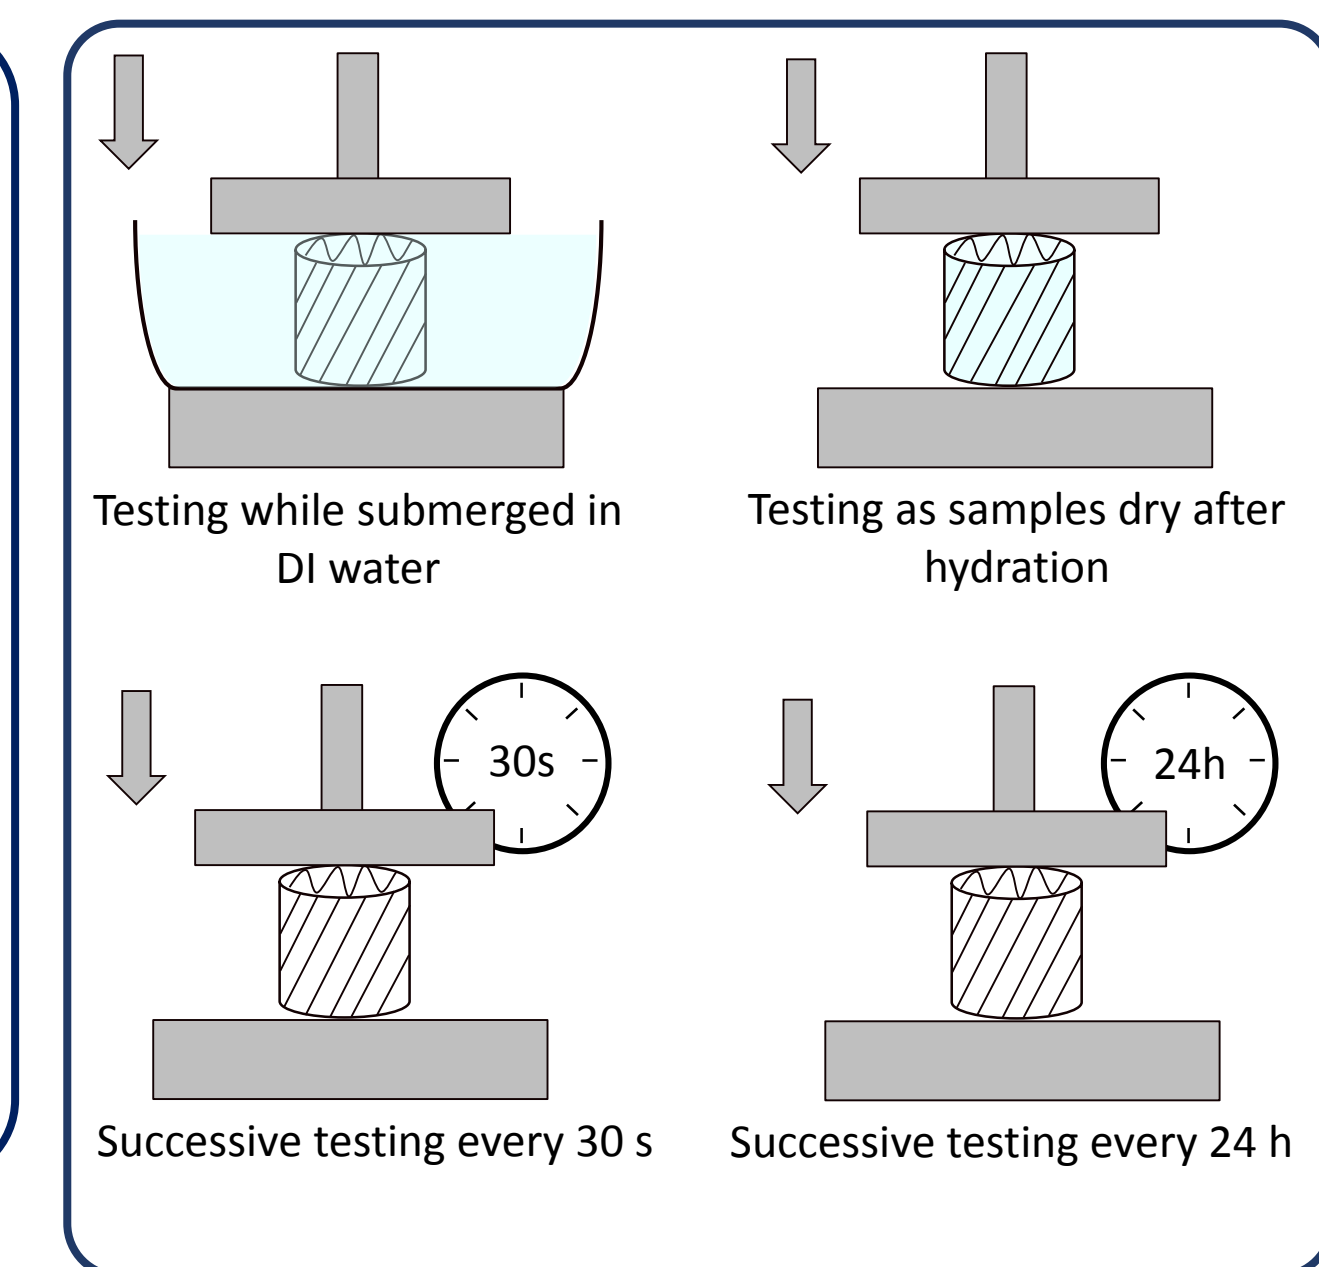 Testing while submerged in
DI water
Testing as samples dry after
hydration
30s
24h
Successive testing every 30 s
Successive testing every 24 h